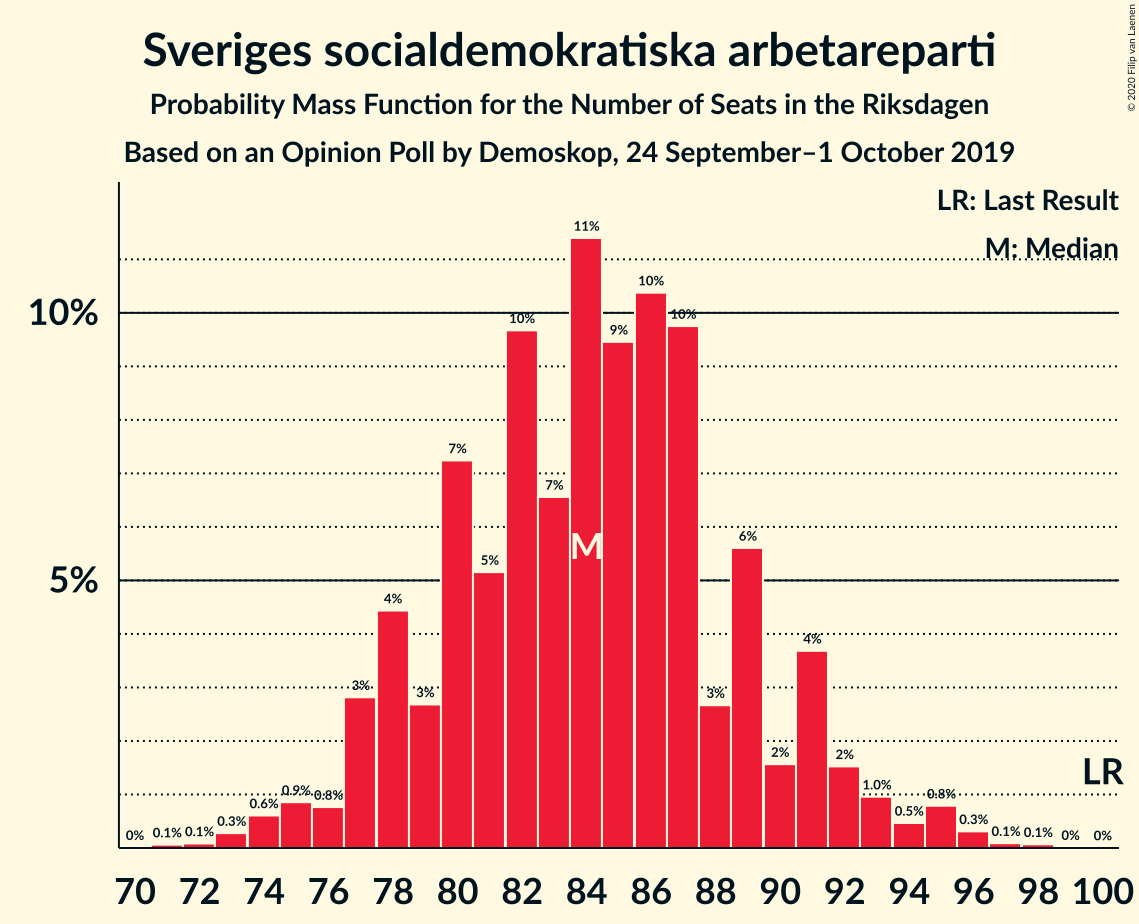 Sveriges socialdemokratiska arbetareparti
Probability Mass Function for the Number of Seats in the Riksdagen
Based on an Opinion Poll by Demoskop, 24 September–1 October 2019
© 2020 Filip van Laenen
LR: Last Result
M: Median
10%
5%
0% 0.1% 0.1% 0.3% 0.6% 0.9% 0.8% 3% 4% 3% 7% 5% 10% 7% 11% 9% 10% 10% 3% 6% 2% 4% 2% 1.0% 0.5% 0.8% 0.3% 0.1% 0.1% 0% 0%
M
LR
70 72 74 76 78 80 82 84 86 88 90 92 94 96 98 100